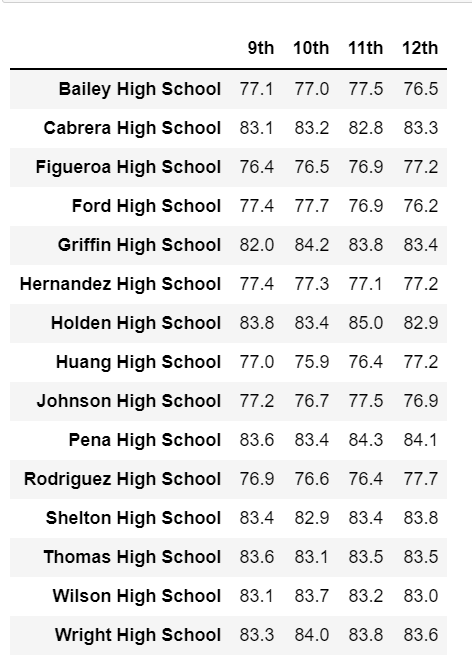 9th 10th 11th 12th
Bailey High School 77.1 77.0 77.5 76.5
Cabrera High School 83.1 83.2 82.8 83.3
Figueroa High School 76.4 76.5 76.9 77.2
Ford High School 77.4 77.7 76.9 76.2
Griffin High School 82.0 84.2 83.8 83.4
Hernandez High School 77.4 77.3 77.1 77.2
Holden High School 83.8 83.4 85.0 82.9
Huang High School 77.0 75.9 76.4 77.2
Johnson High School 77.2 76.7 77.5 76.9
Pena High School 83.6 83.4 84.3 84.1
Rodriguez High School 76.9 76.6 76.4 77.7
Shelton High School 83.4 82.9 83.4 83.8
Thomas High School 83.6 83.1 83.5 83.5
Wilson High School 83.1 83.7 83.2 83.0
Wright High School 83.3 84.0 83.8 83.6